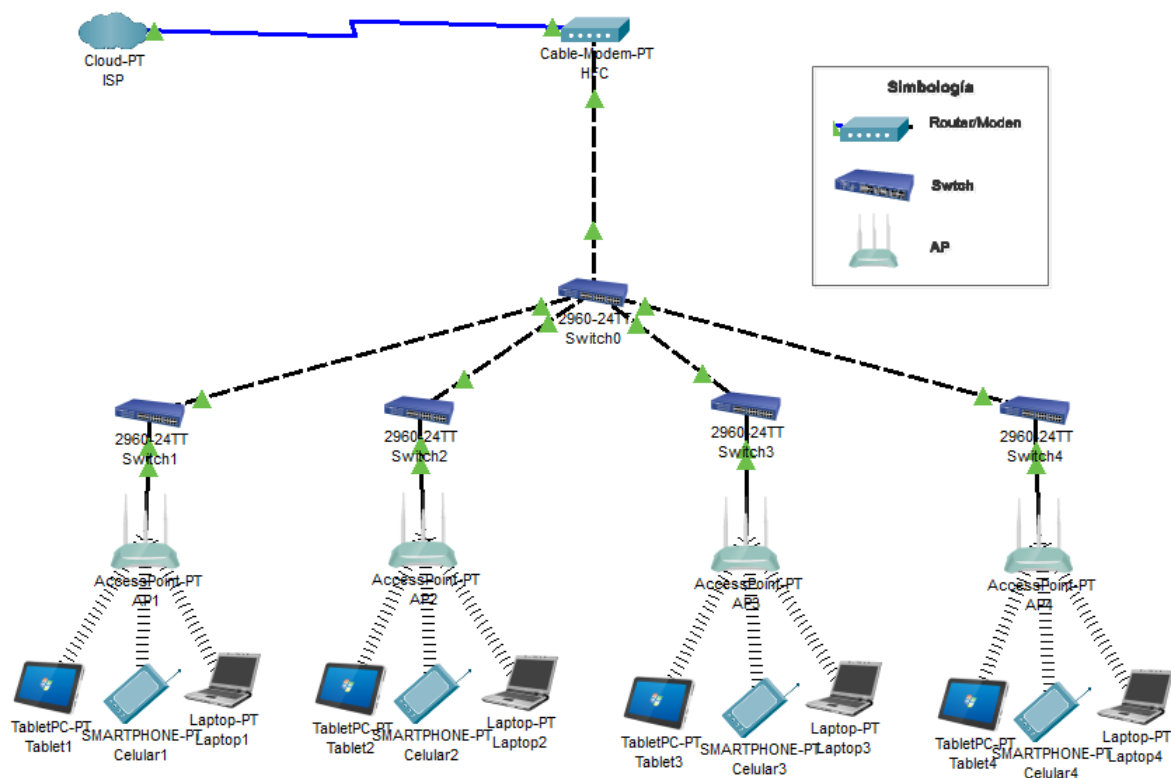 Cloud-PT
ISP
Cable-Modem-PT
HFC
Simbología
Router/Moden
Swtch
AP
2960-24TT
Switch0
2960-24TT
Switch1
2960-24TT
Switch2
2960-24TT
Switch3
2960-24TT
Switch4
AccessPoint-PT
AP1
AccessPoint-PT
AP2
AccessPoint-PT
AP3
AccessPoint-PT
AP4
TabletPC-PT
Tablet1
SMARTPHONE-PT
Celular1
Laptop-PT
Laptop1
TabletPC-PT
Tablet2
SMARTPHONE-PT
Celular2
Laptop-PT
Laptop2
TabletPC-PT
Tablet3
SMARTPHONE-PT
Celular3
Laptop-PT
Laptop3
TabletPC-PT
Tablet4
SMARTPHONE-PT
Celular4
Laptop-PT
Laptop4